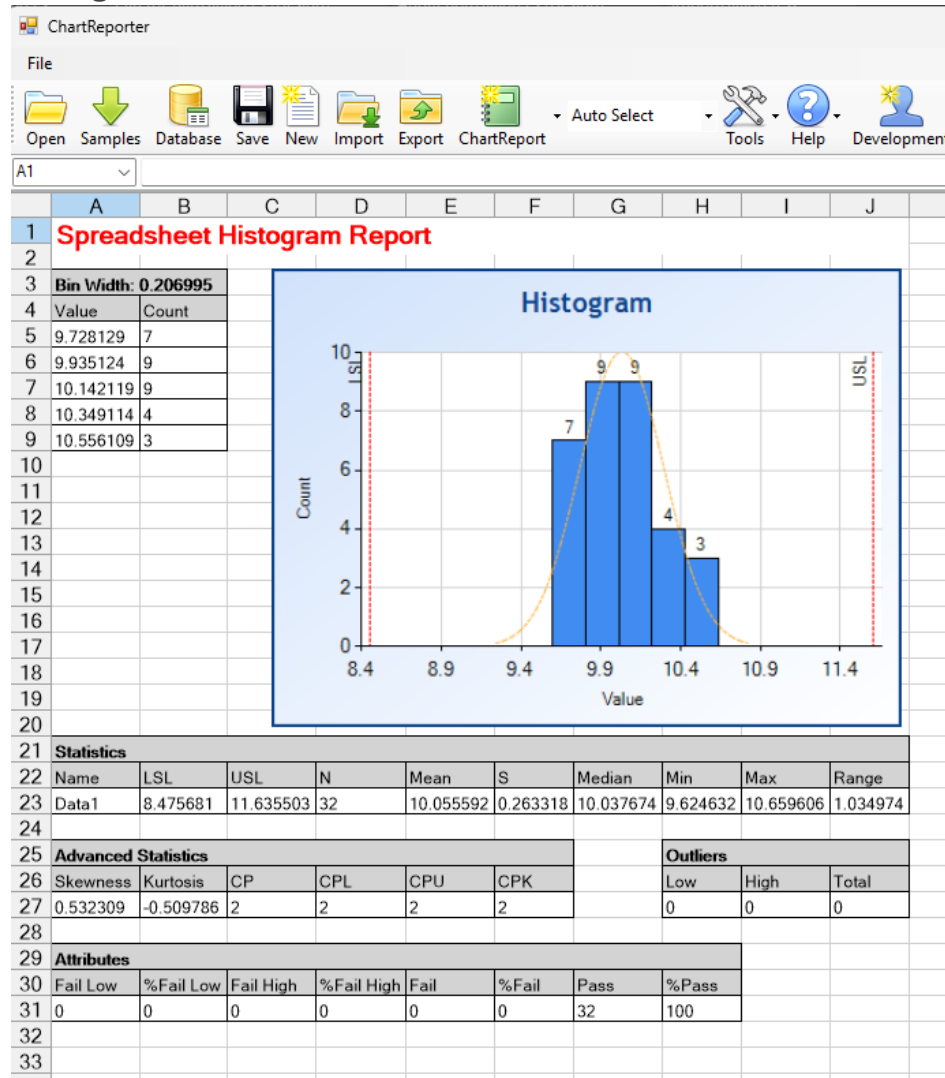 ChartReporter
File
Open Samples Database Save New Import Export ChartReport Auto Select Tools Help Development
A1
A B C D E F G H I J
1 Spreadsheet Histogram Report
2
3 Bin Width: 0.206995
4 Value Count
5 9.728129 7
6 9.935124 9
7 10.142119 9
8 10.349114 4
9 10.556109 3
10
11
12
13
14
15
16
17
18
19
20
Histogram
USL
Count
10
8
6
4
2
0
7 9 9 4 3
8.4 8.9 9.4 9.9 10.4 10.9 11.4
Value
21 Statistics
22 Name LSL USL N Mean S Median Min Max Range
23 Data1 8.475681 11.635503 32 10.055592 0.263318 10.037674 9.624632 10.659606 1.034974
24
25 Advanced Statistics Outliers
26 Skewness Kurtosis CP CPL CPU CPK Low High Total
27 0.532309 -0.509786 2 2 2 2 0 0 0
28
29 Attributes
30 Fail Low %Fail Low Fail High %Fail High Fail %Fail Pass %Pass
31 0 0 0 0 0 0 32 100
32
33